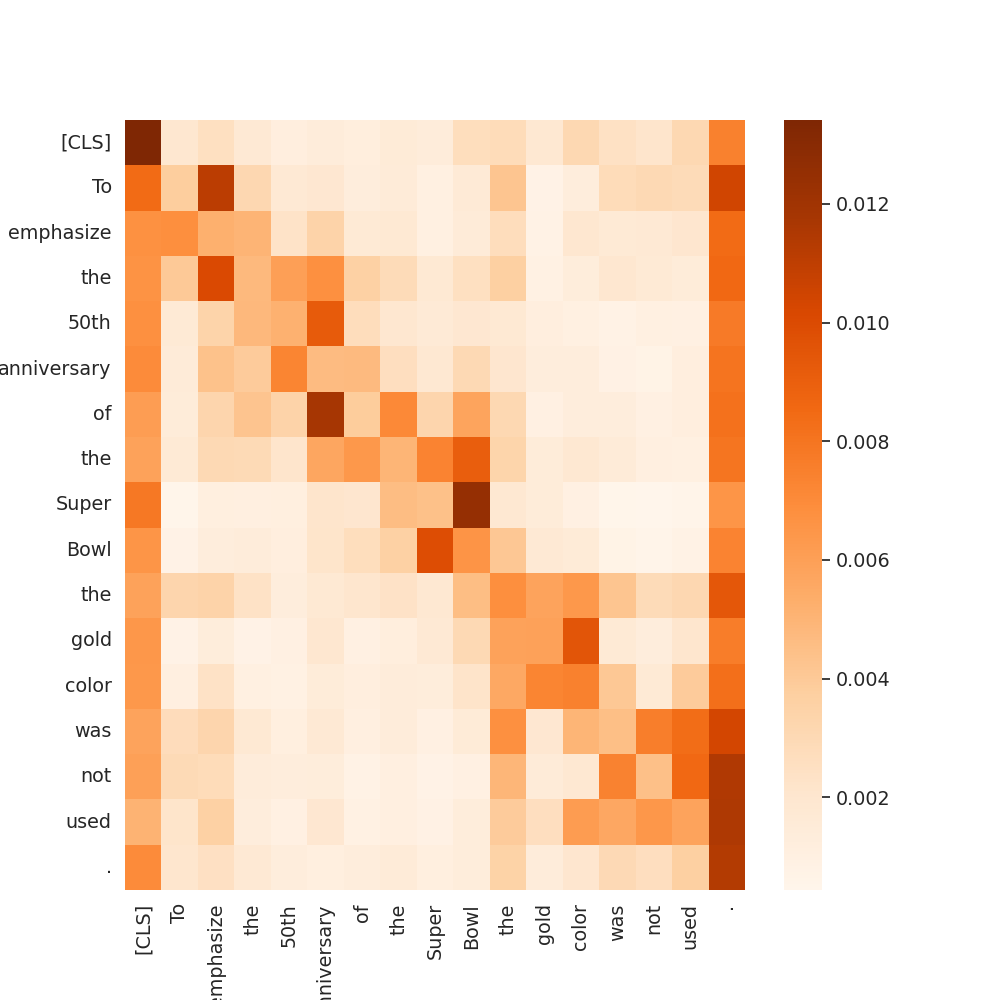 [CLS]
To
emphasize
the
50th
anniversary
of
the
Super
Bowl
the
gold
color
was
not
used
.
[CLS]
To
emphasize
the
50th
nniversary
of
the
Super
Bowl
the
gold
color
was
not
used
.
0.012
0.010
0.008
0.006
0.004
0.002